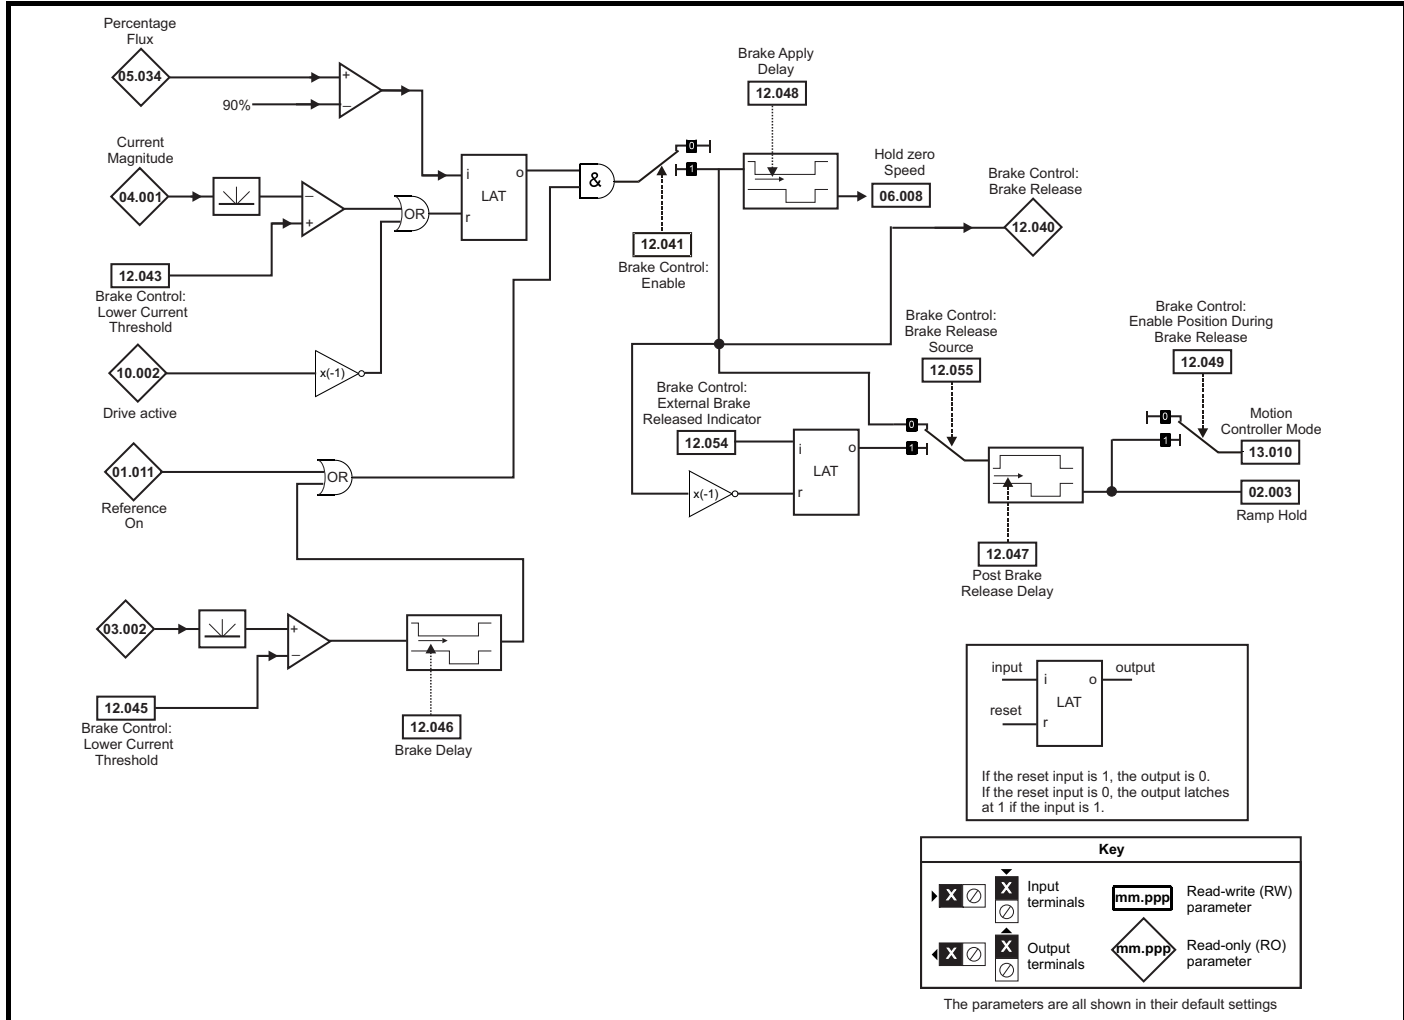 Percentage
Flux
05.034
+
–
90%
Current
Magnitude
04.001
–
+
OR
12.043
Brake Control:
Lower Current
Threshold
10.002
x(-1)
Drive active
i
o
LAT
r
&
0
1
12.041
Brake Control:
Enable
Brake Apply
Delay
12.048
Hold zero
Speed
06.008
Brake Control:
Brake Release
12.040
01.011
Reference
On
OR
03.002
+
–
12.045
Brake Control:
Lower Current
Threshold
12.046
Brake Delay
Brake Control:
External Brake
Released Indicator
12.054
x(-1)
i
o
LAT
r
Brake Control:
Brake Release
Source
12.055
0
1
12.047
Post Brake
Release Delay
Brake Control:
Enable Position During
Brake Release
12.049
0
1
Motion
Controller Mode
13.010
02.003
Ramp Hold
input
output
i
o
LAT
reset
r
If the reset input is 1, the output is 0.
If the reset input is 0, the output latches
at 1 if the input is 1.
Key
X
X
Input
terminals
mm.ppp
Read-write (RW)
parameter
X
X
Output
terminals
mm.ppp
Read-only (RO)
parameter
The parameters are all shown in their default settings